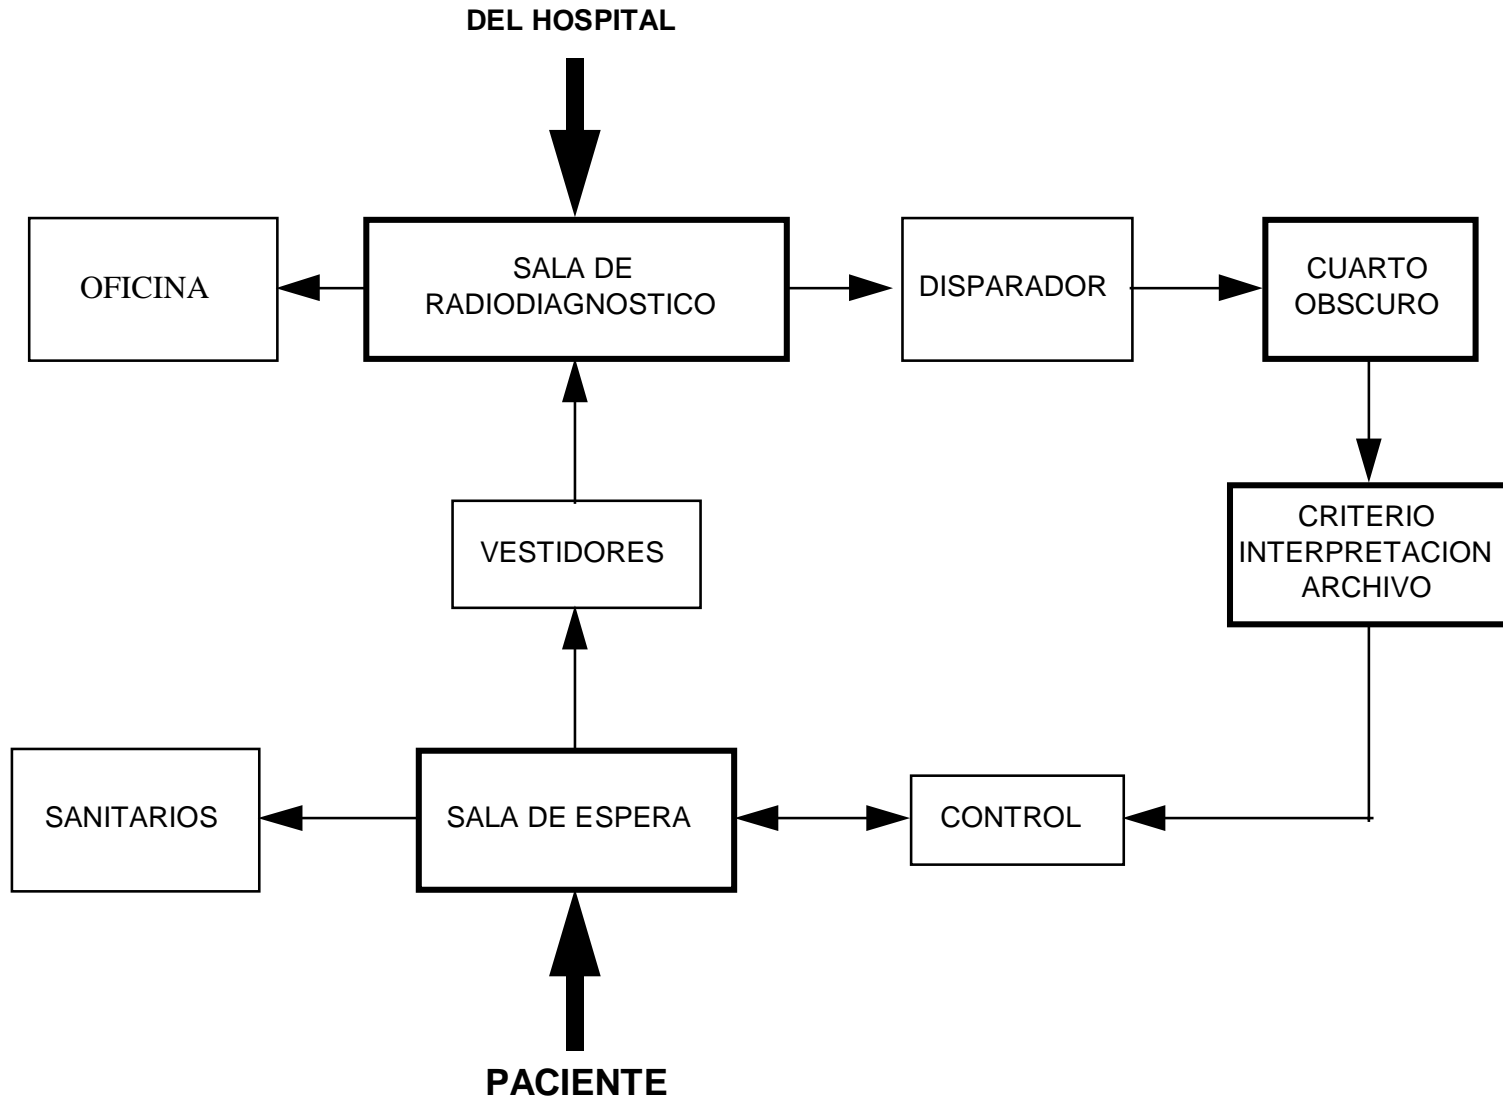 DEL HOSPITAL
OFICINA
SALA DE
RADIODIAGNOSTICO
DISPARADOR
CUARTO
OBSCURO
VESTIDORES
CRITERIO
INTERPRETACION
ARCHIVO
SANITARIOS
SALA DE ESPERA
CONTROL
PACIENTE